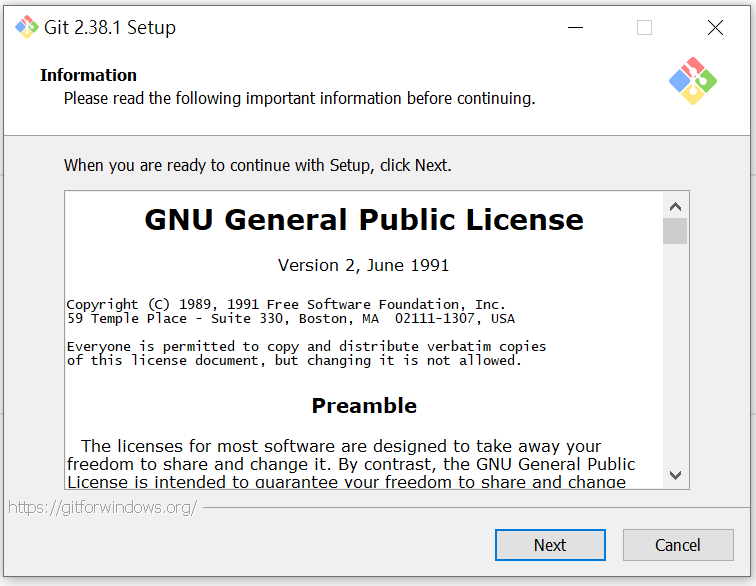 Git 2.38.1 Setup
Information
Please read the following important information before continuing.
When you are ready to continue with Setup, click Next.
GNU General Public License
Version 2, June 1991
Copyright (C) 1989, 1991 Free Software Foundation, Inc.
59 Temple Place - Suite 330, Boston, MA  02111-1307, USA
Everyone is permitted to copy and distribute verbatim copies
of this license document, but changing it is not allowed.
Preamble
The licenses for most software are designed to take away your
freedom to share and change it. By contrast, the GNU General Public
License is intended to guarantee your freedom to share and change
https://gitforwindows.org/
Next
Cancel